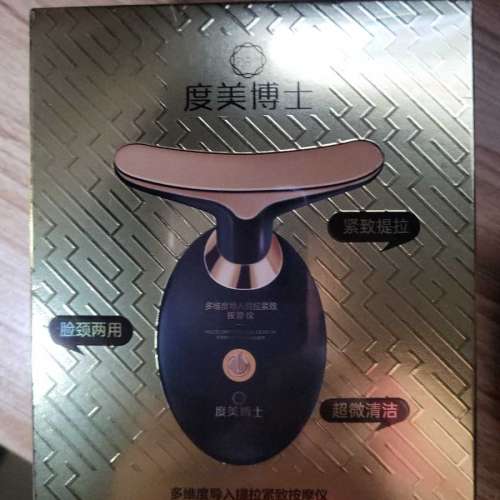 度美博士
紧致提拉
多维度导入提拉紧致
按摩仪
脸颈两用
度美博士
超微清洁
多维度导入提拉紧致按摩仪